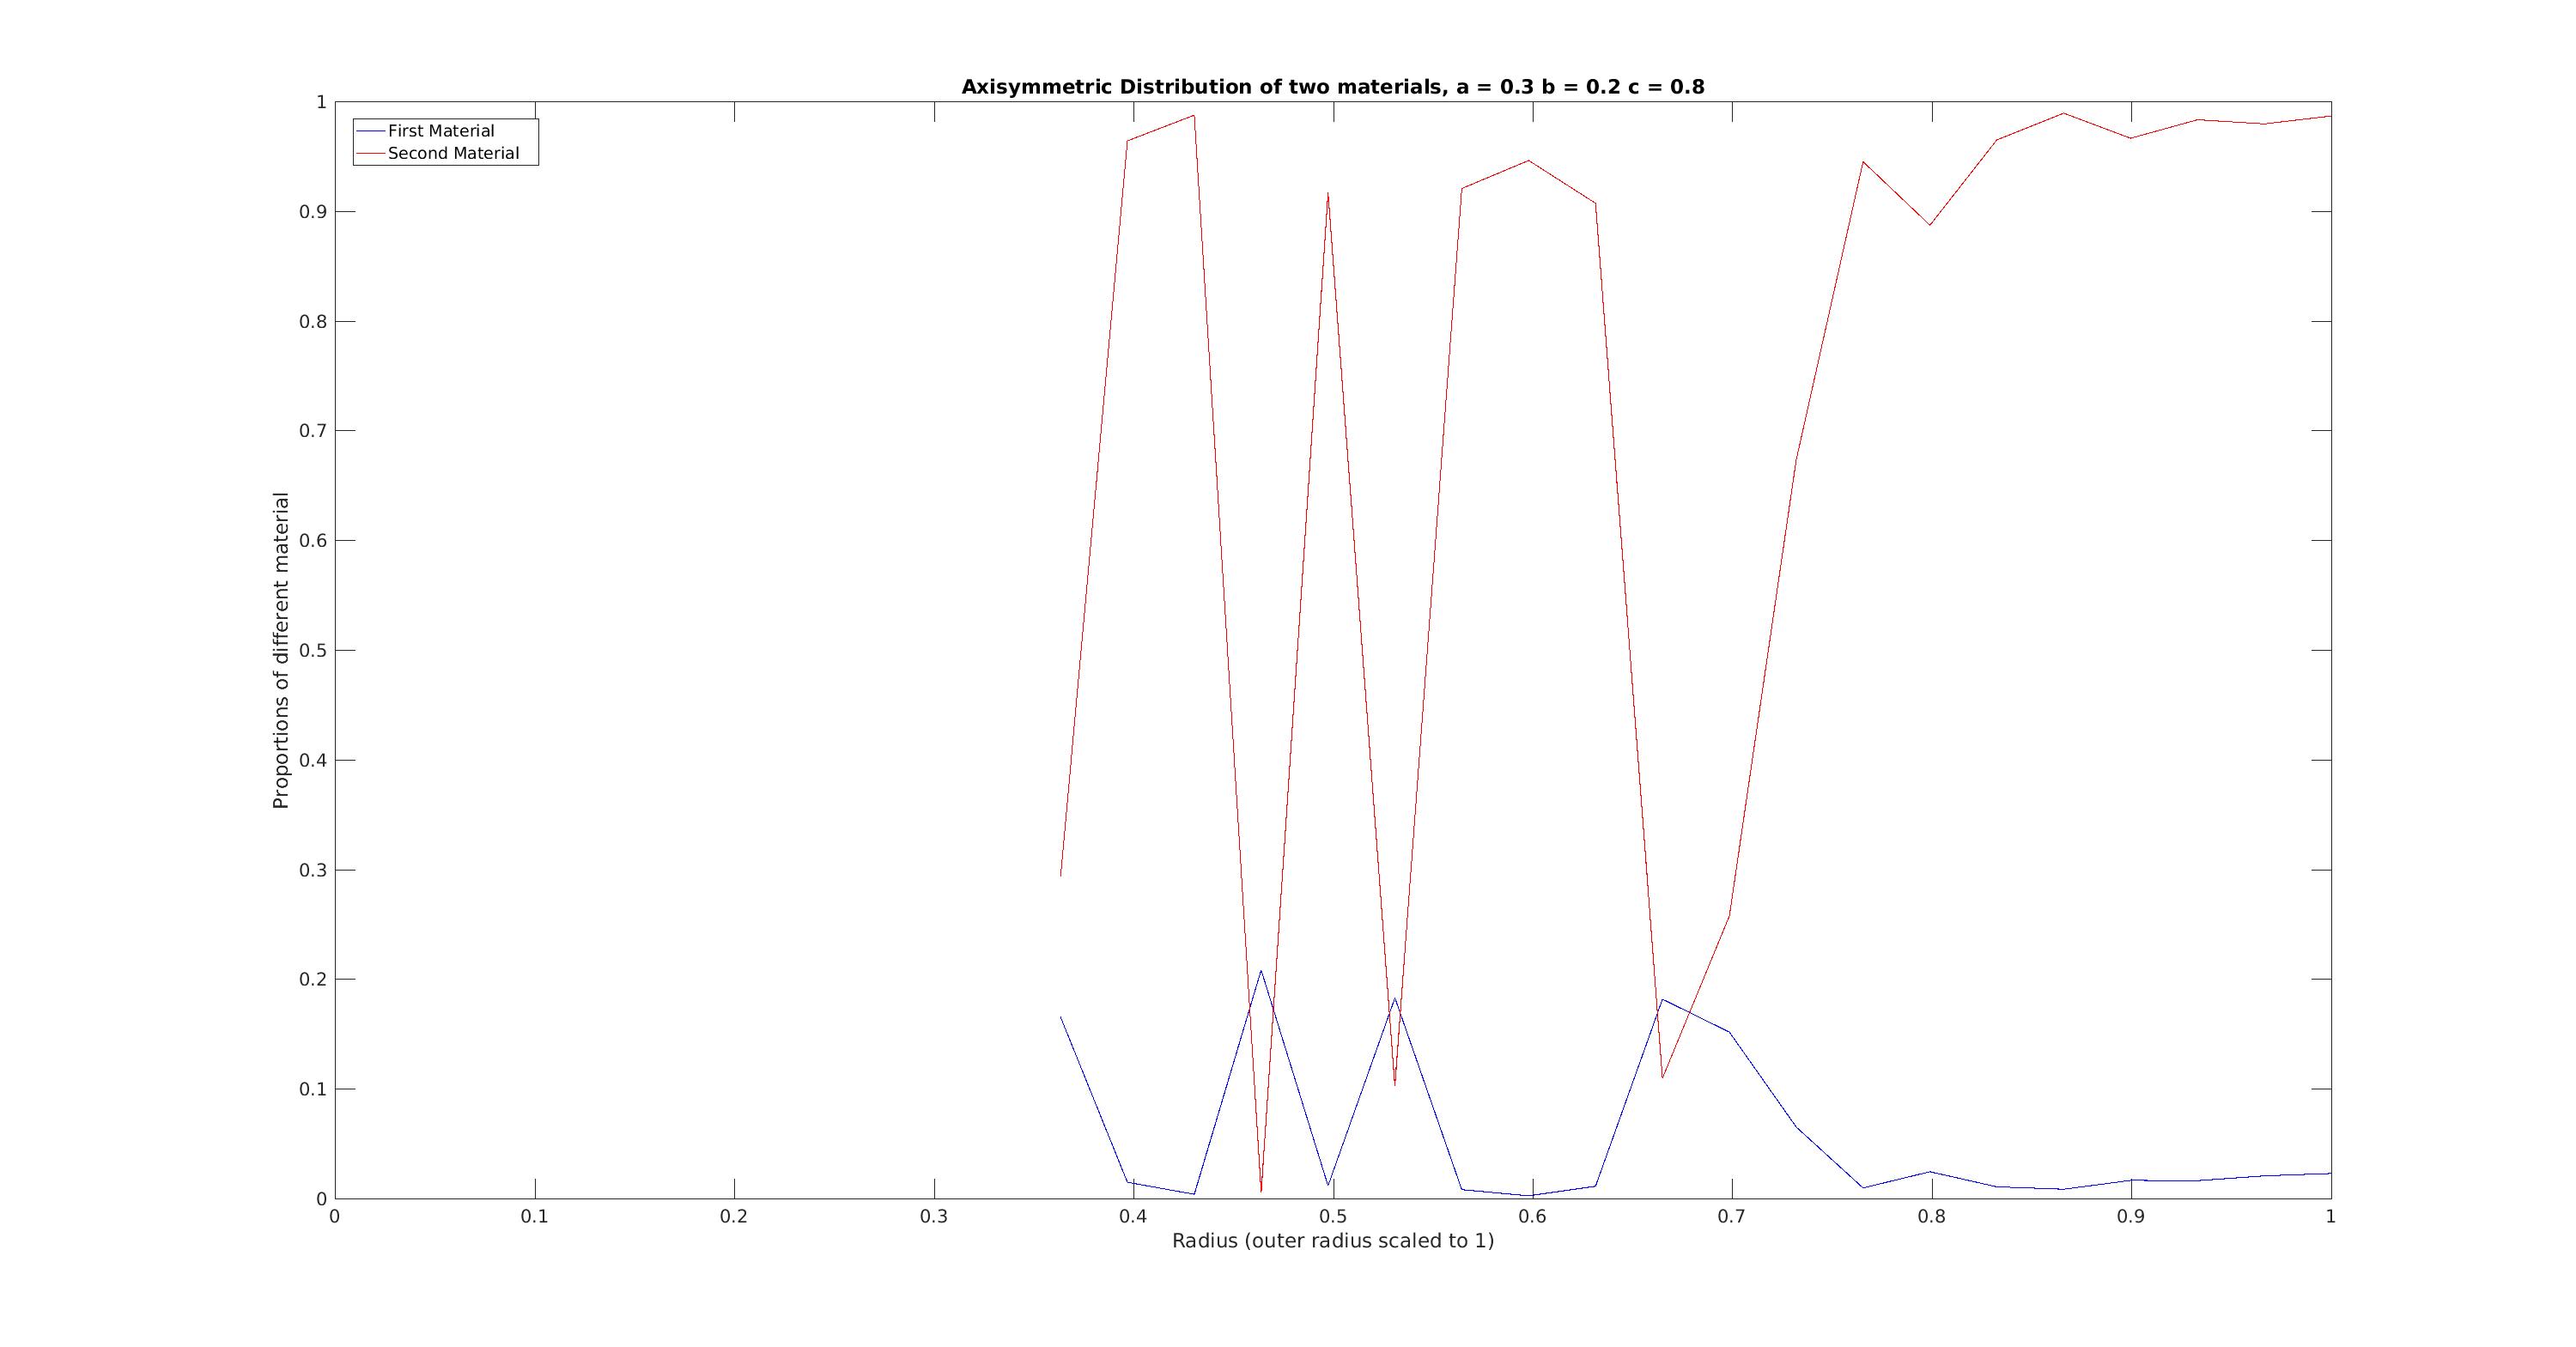 Axisymmetric Distribution of two materials, a = 0.3 b = 0.2 c = 0.8
First Material
Second Material
Proportions of different material
1
0.9
0.8
0.7
0.6
0.5
0.4
0.3
0.2
0.1
0
0 0.1 0.2 0.3 0.4 0.5 0.6 0.7 0.8 0.9 1
Radius (outer radius scaled to 1)